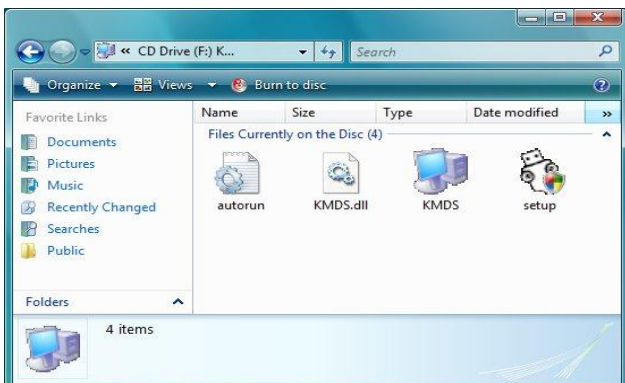 « CD Drive (F:) K...
Search
Organize Views Burn to disc
Favorite Links
Documents
Pictures
Music
Recently Changed
Searches
Public
Folders
Name Size Type Date modified »
Files Currently on the Disc (4)
autorun KMDS.dll KMDS setup
4 items